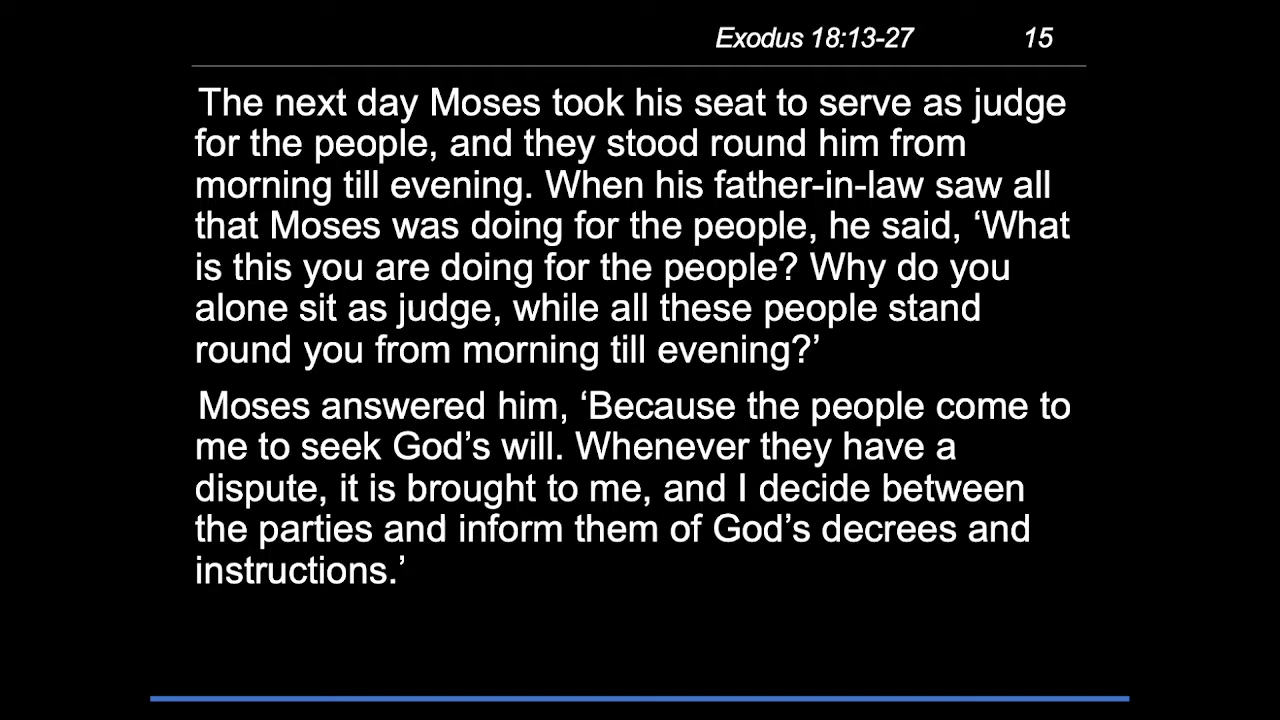 Exodus 18:13-27 15
The next day Moses took his seat to serve as judge
for the people, and they stood round him from
morning till evening. When his father-in-law saw all
that Moses was doing for the people, he said, ‘What
is this you are doing for the people? Why do you
alone sit as judge, while all these people stand
round you from morning till evening?’
Moses answered him, ‘Because the people come to
me to seek God’s will. Whenever they have a
dispute, it is brought to me, and I decide between
the parties and inform them of God’s decrees and
instructions.’